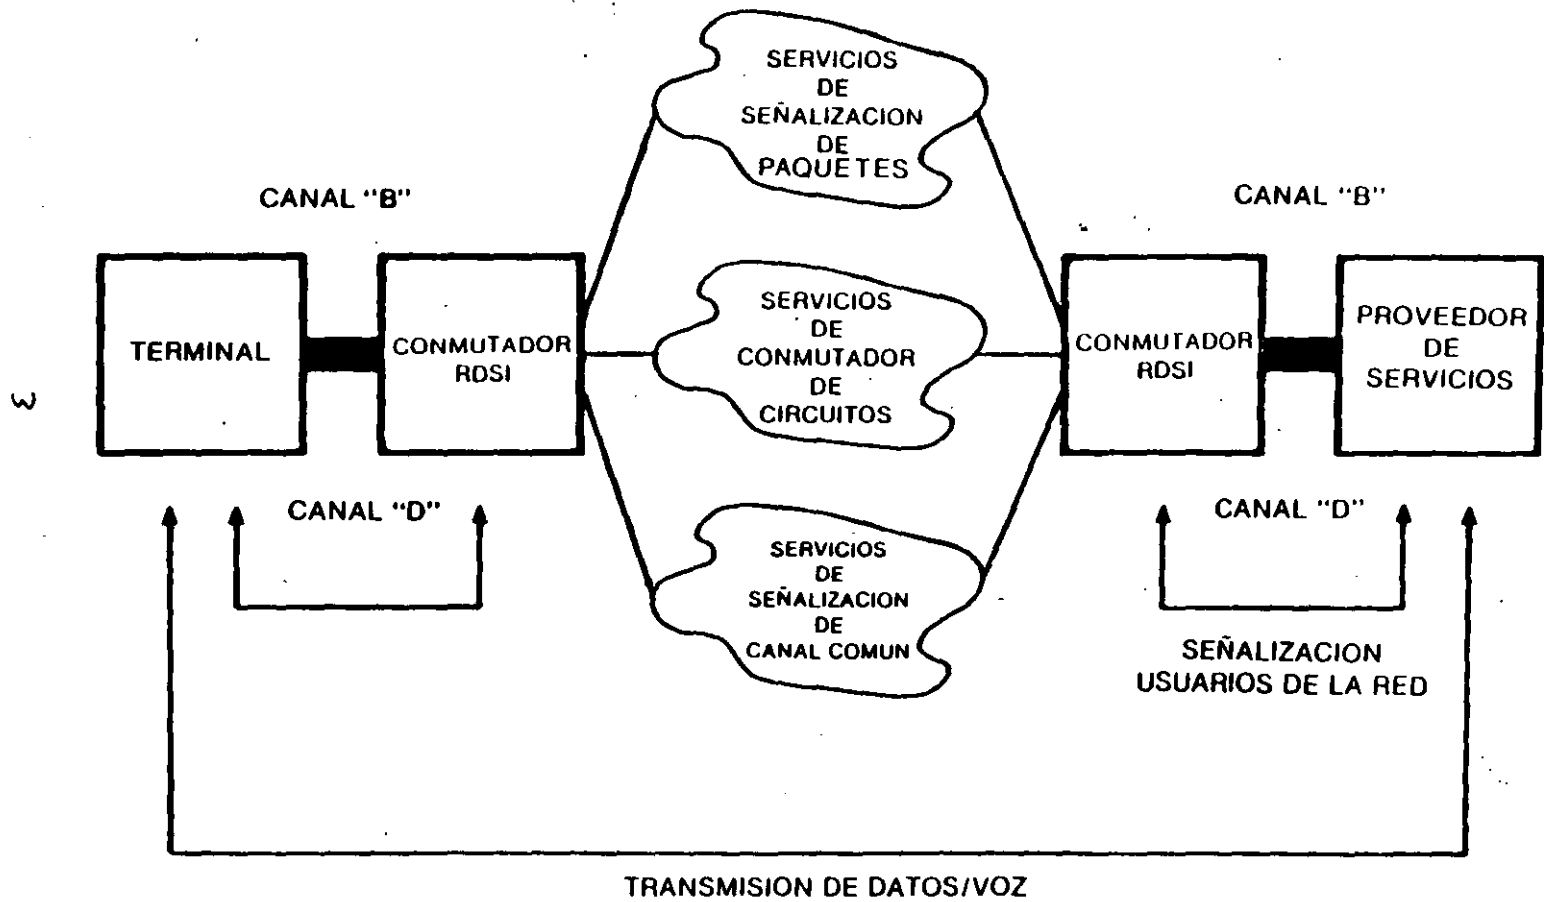 SERVICIOS
DE
SEÑALIZACION
DE
PAQUETES
CANAL "B"
CANAL "B"
TERMINAL
CONMUTADOR
RDSI
SERVICIOS
DE
CONMUTADOR
DE
CIRCUITOS
CONMUTADOR
RDSI
PROVEEDOR
DE
SERVICIOS
3
CANAL "D"
CANAL "D"
SERVICIOS
DE
SEÑALIZACION
DE
CANAL COMUN
SEÑALIZACION
USUARIOS DE LA RED
TRANSMISION DE DATOS/VOZ